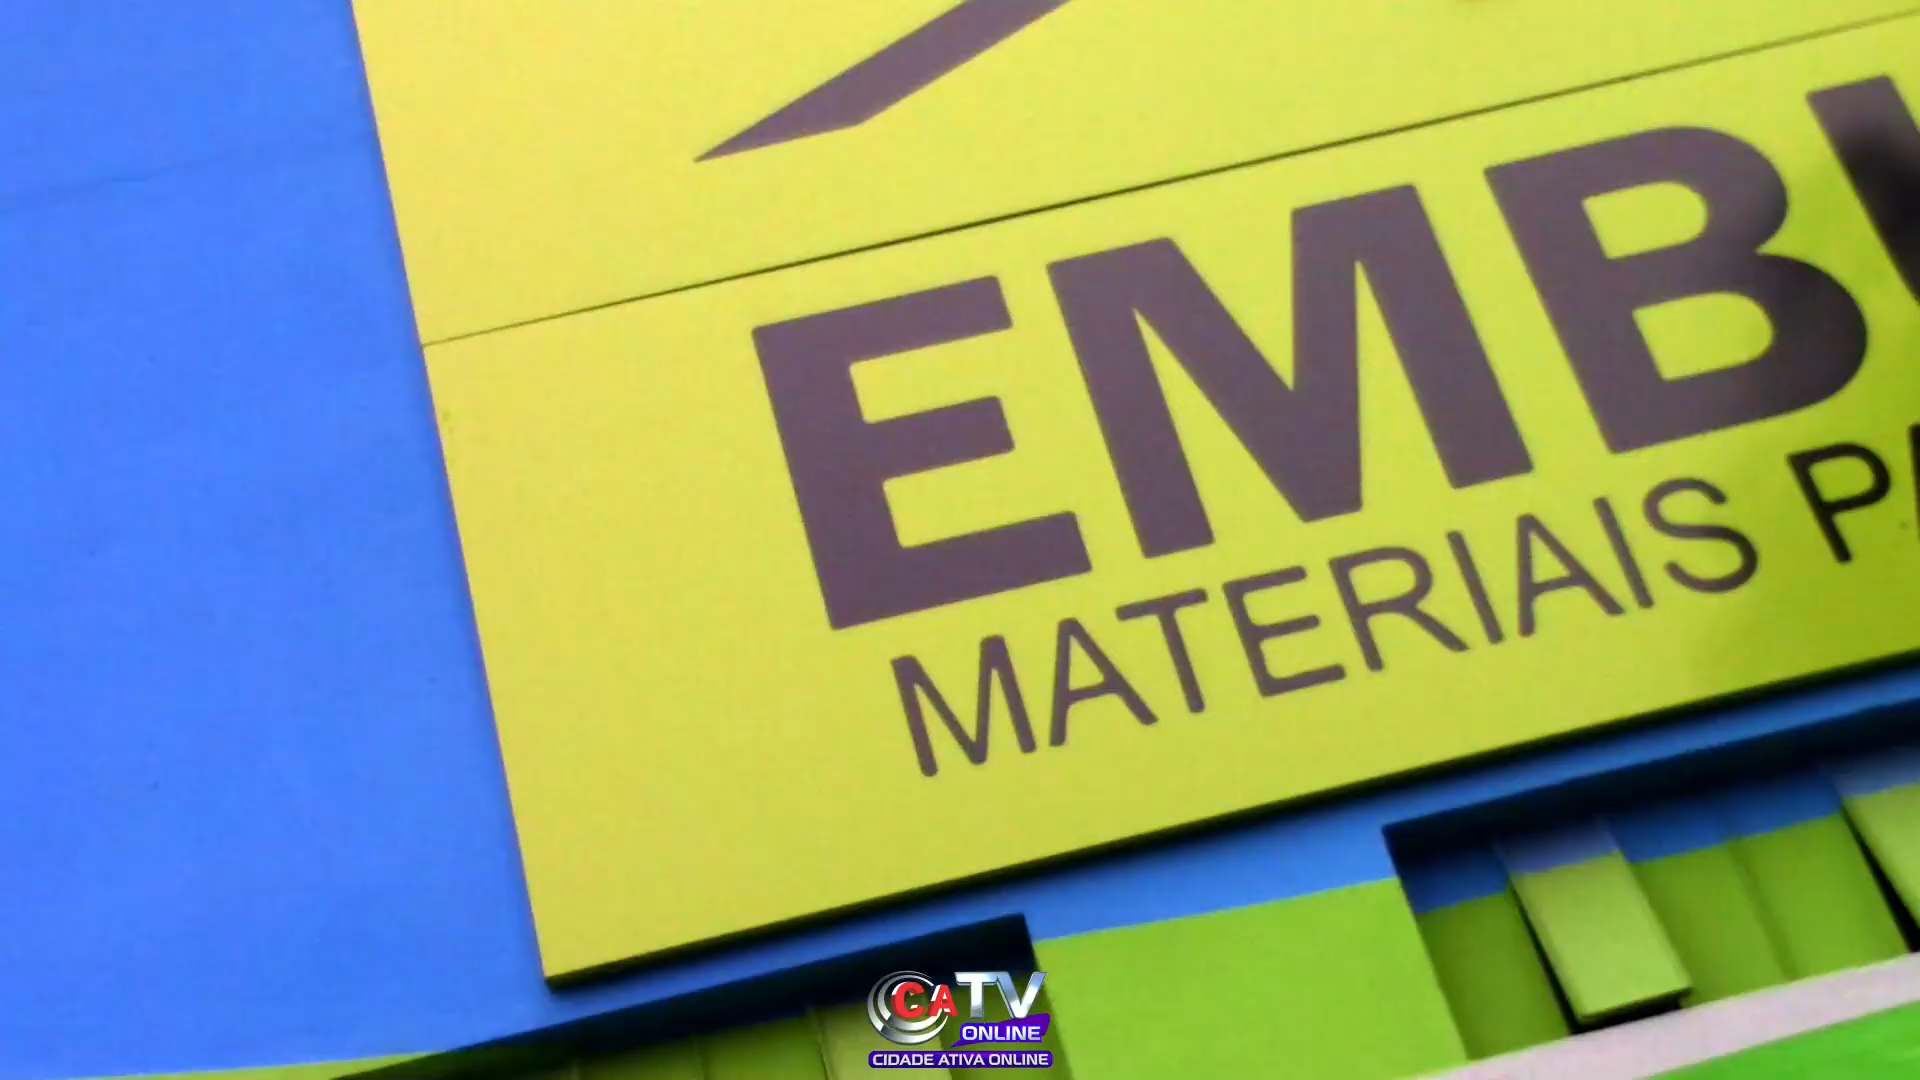 EMB
MATERIAIS
CATV
ONLINE
CIDADE ATIVA ONLINE